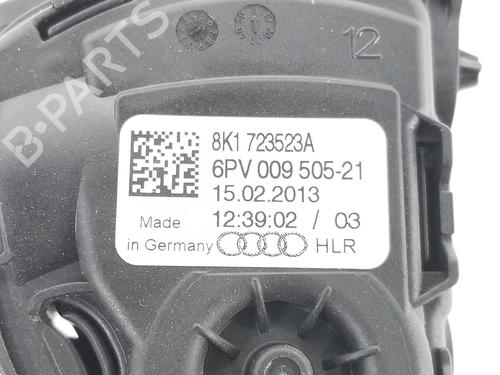 B-PARTS
12
8K1 723523A
6PV 009 505-21
15.02.2013
12:39:02 / 03
Made
in Germany
HLR